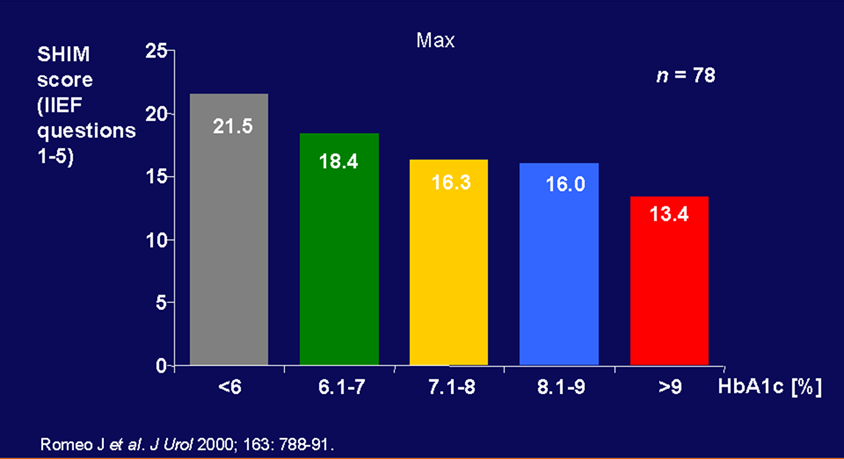 Max
SHIM
score
(IIEF
questions
1-5)
n = 78
25
20
15
10
5
0
21.5
18.4
16.3
16.0
13.4
<6
6.1-7
7.1-8
8.1-9
>9
HbA1c [%]
Romeo J et al. J Urol 2000; 163: 788-91.